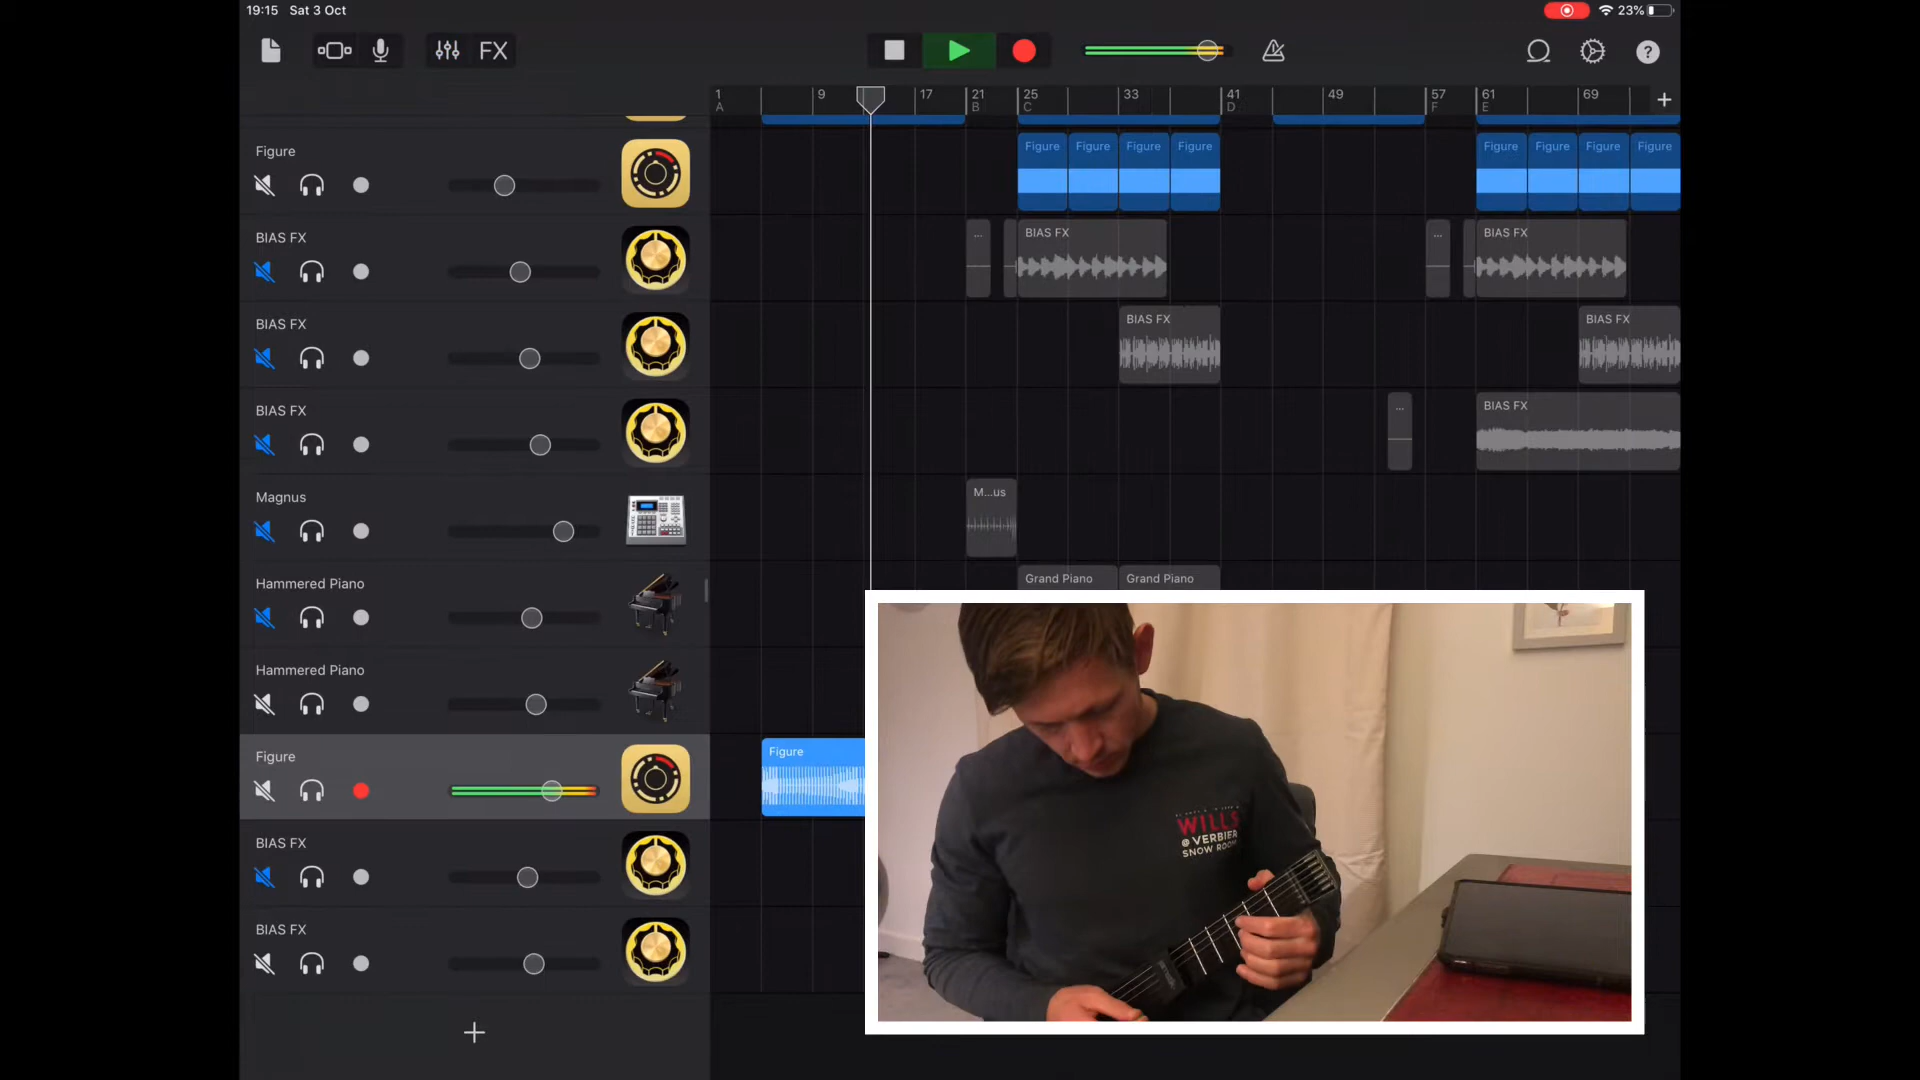 19:15 Sat 3 Oct
23%
FX
1 9 17 21 25 33 41 49 57 61 69
A B C D F E
Figure
Figure Figure Figure Figure
Figure Figure Figure Figure
BIAS FX
... BIAS FX
... BIAS FX
BIAS FX
BIAS FX
BIAS FX
BIAS FX
... BIAS FX
Magnus
M...us
Hammered Piano
Grand Piano Grand Piano
Hammered Piano
Figure
Figure
BIAS FX
BIAS FX
WILLS
@ VERBIER
SNOW ROOM